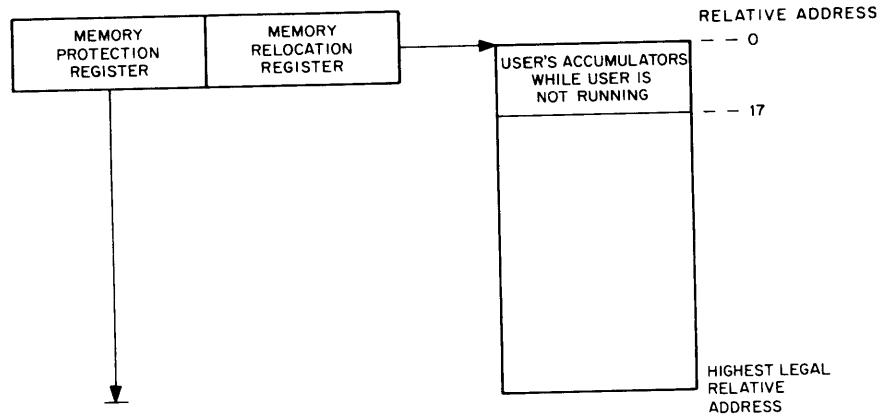 MEMORY
PROTECTION
REGISTER
MEMORY
RELOCATION
REGISTER
RELATIVE ADDRESS
0
USER'S ACCUMULATORS
WHILE USER IS
NOT RUNNING
17
HIGHEST LEGAL
RELATIVE
ADDRESS